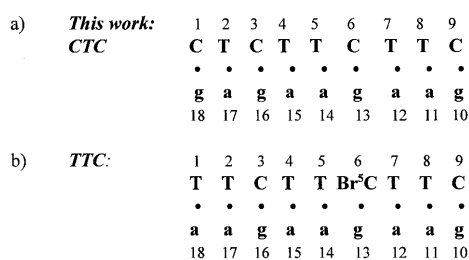 a) This work: 1 2 3 4 5 6 7 8 9
CTC C T C T T C T T C
• • • • • • • • •
g a g a a g a a g
18 17 16 15 14 13 12 11 10
b) TTC: 1 2 3 4 5 6 7 8 9
T T C T T Br⁵C T T C
• • • • • • • • •
a a g a a g a a g
18 17 16 15 14 13 12 11 10